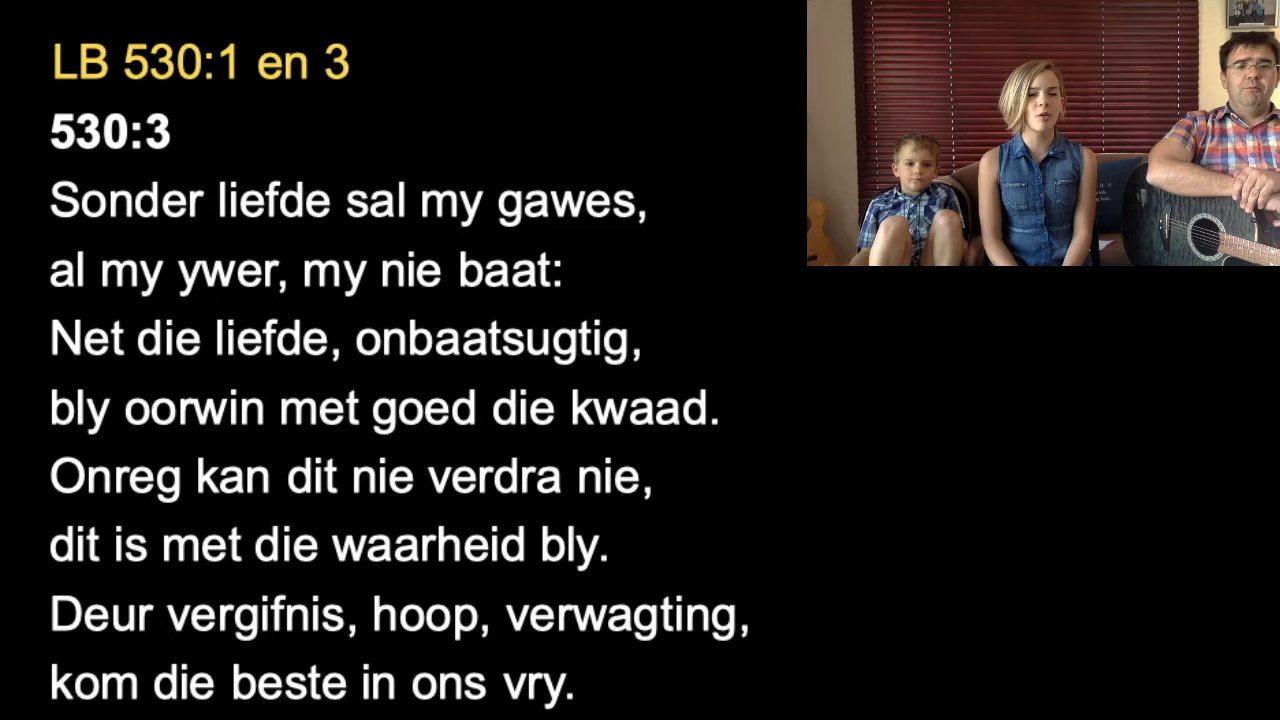 LB 530:1 en 3
530:3
Sonder liefde sal my gawes,
al my ywer, my nie baat:
Net die liefde, onbaatsugtig,
bly oorwin met goed die kwaad.
Onreg kan dit nie verdra nie,
dit is met die waarheid bly.
Deur vergifnis, hoop, verwagting,
kom die beste in ons vry.